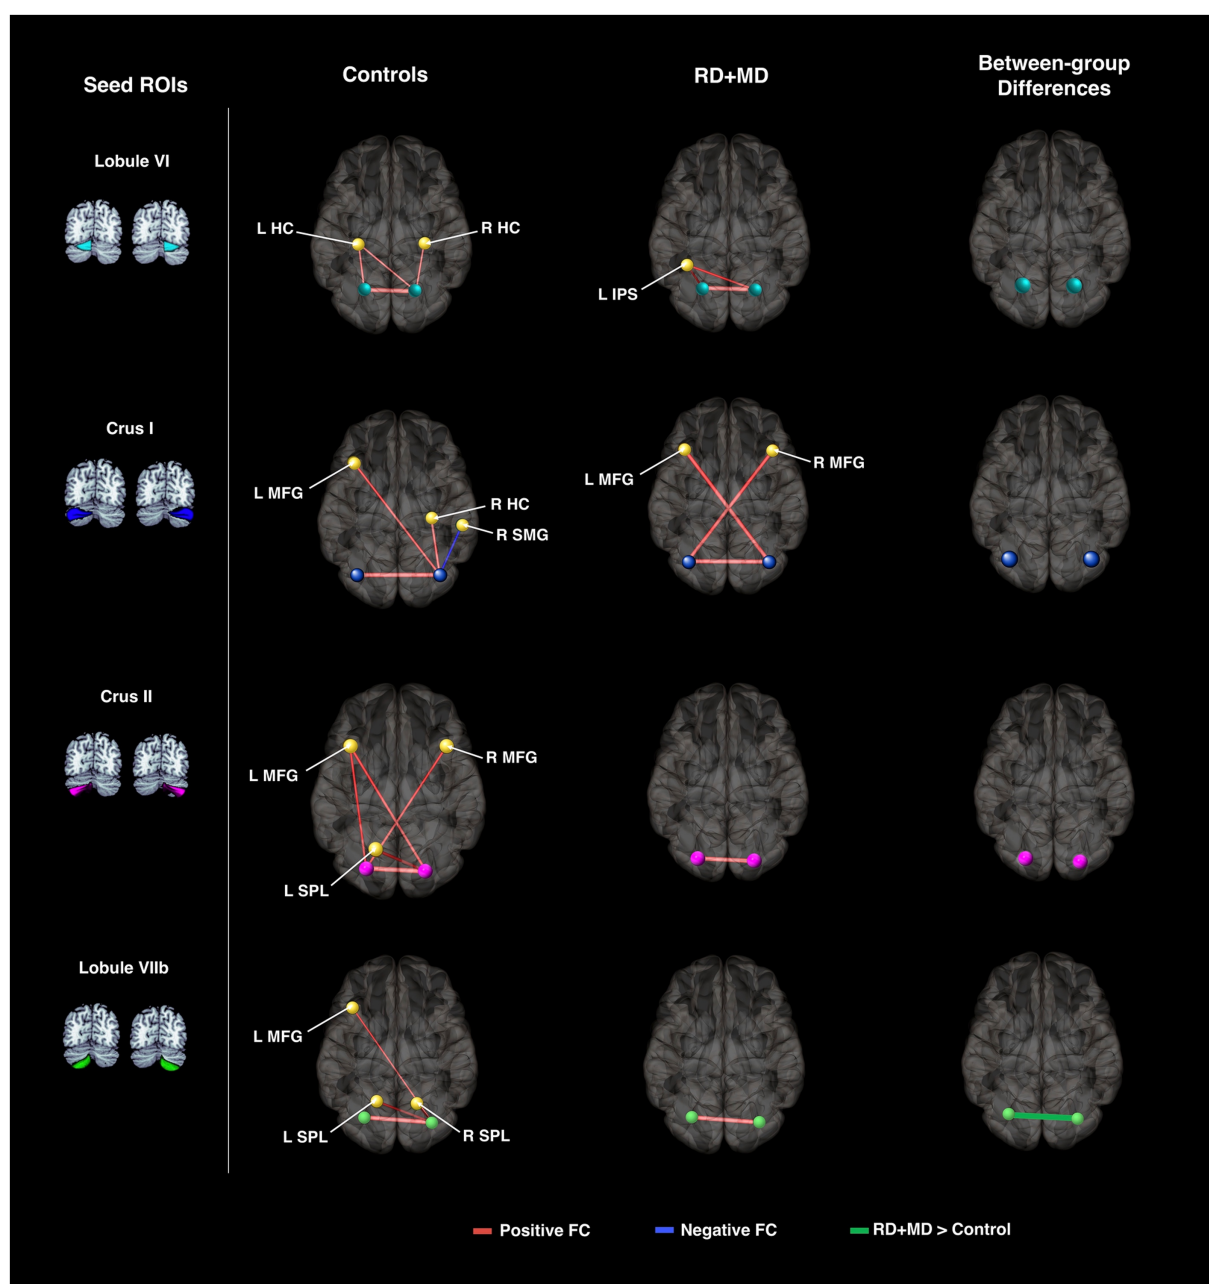 Seed ROIs
Controls
RD+MD
Between-group
Differences
Lobule VI
L HC
R HC
L IPS
Crus I
L MFG
R HC
R SMG
L MFG
R MFG
Crus II
L MFG
R MFG
L SPL
Lobule VIIb
L MFG
L SPL
R SPL
Positive FC
Negative FC
RD+MD > Control